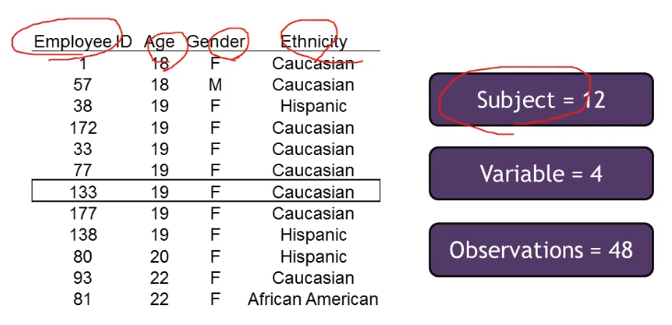 Employee ID Age Gender Ethnicity
1 18 F Caucasian
57 18 M Caucasian
38 19 F Hispanic
172 19 F Caucasian
33 19 F Caucasian
77 19 F Caucasian
133 19 F Caucasian
177 19 F Caucasian
138 19 F Hispanic
80 20 F Hispanic
93 22 F Caucasian
81 22 F African American
Subject = 12
Variable = 4
Observations = 48